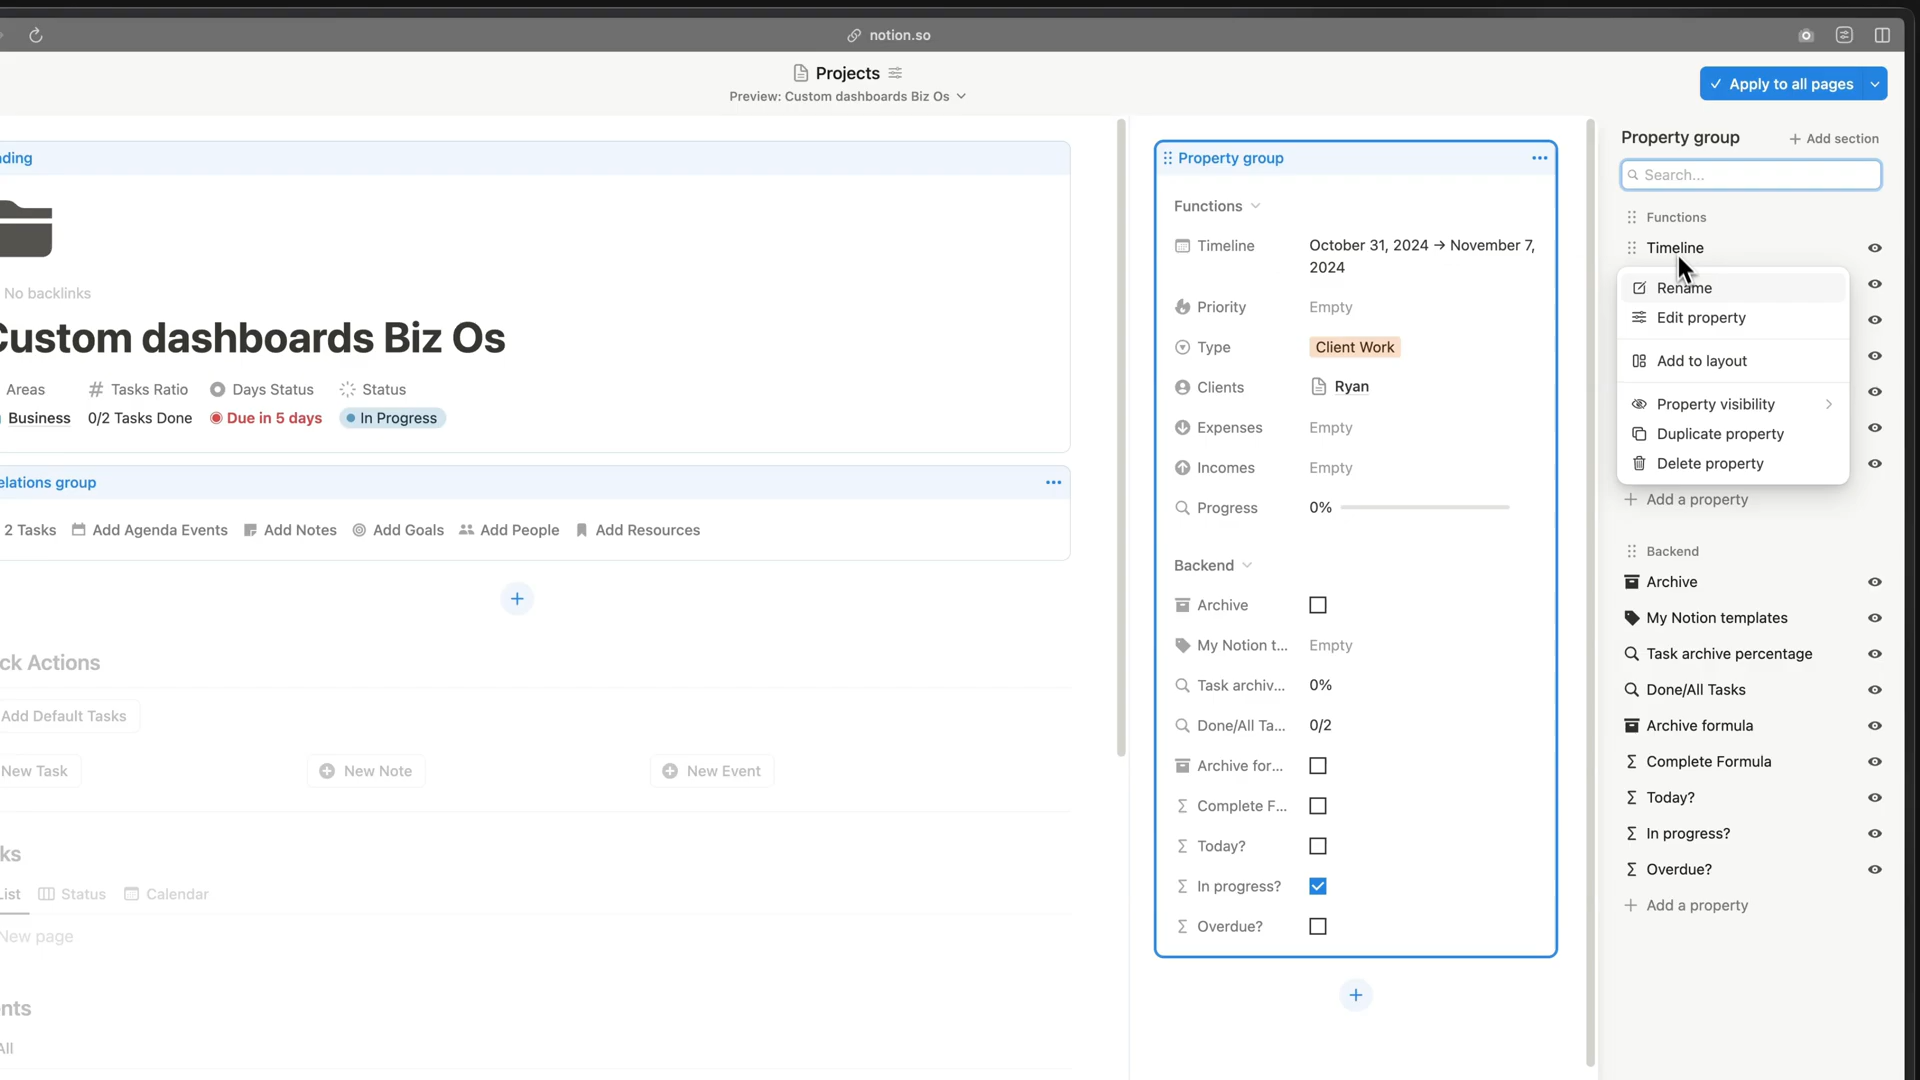 notion.so
Projects
Preview: Custom dashboards Biz Os
Apply to all pages
ding
No backlinks
Custom dashboards Biz Os
Areas
Tasks Ratio
Days Status
Status
Business
0/2 Tasks Done
Due in 5 days
In Progress
elations group
2 Tasks
Add Agenda Events
Add Notes
Add Goals
Add People
Add Resources
ck Actions
Add Default Tasks
New Task
New Note
New Event
ks
List
Status
Calendar
New page
nts
All
Property group
Functions
Timeline
October 31, 2024 → November 7,
2024
Priority
Empty
Type
Client Work
Clients
Ryan
Expenses
Empty
Incomes
Empty
Progress
0%
Backend
Archive
My Notion t...
Empty
Task archiv...
0%
Done/All Ta...
0/2
Archive for...
Complete F...
Today?
In progress?
Overdue?
Property group
Add section
Search...
Functions
Timeline
Rename
Edit property
Add to layout
Property visibility
Duplicate property
Delete property
Add a property
Backend
Archive
My Notion templates
Task archive percentage
Done/All Tasks
Archive formula
Complete Formula
Today?
In progress?
Overdue?
Add a property